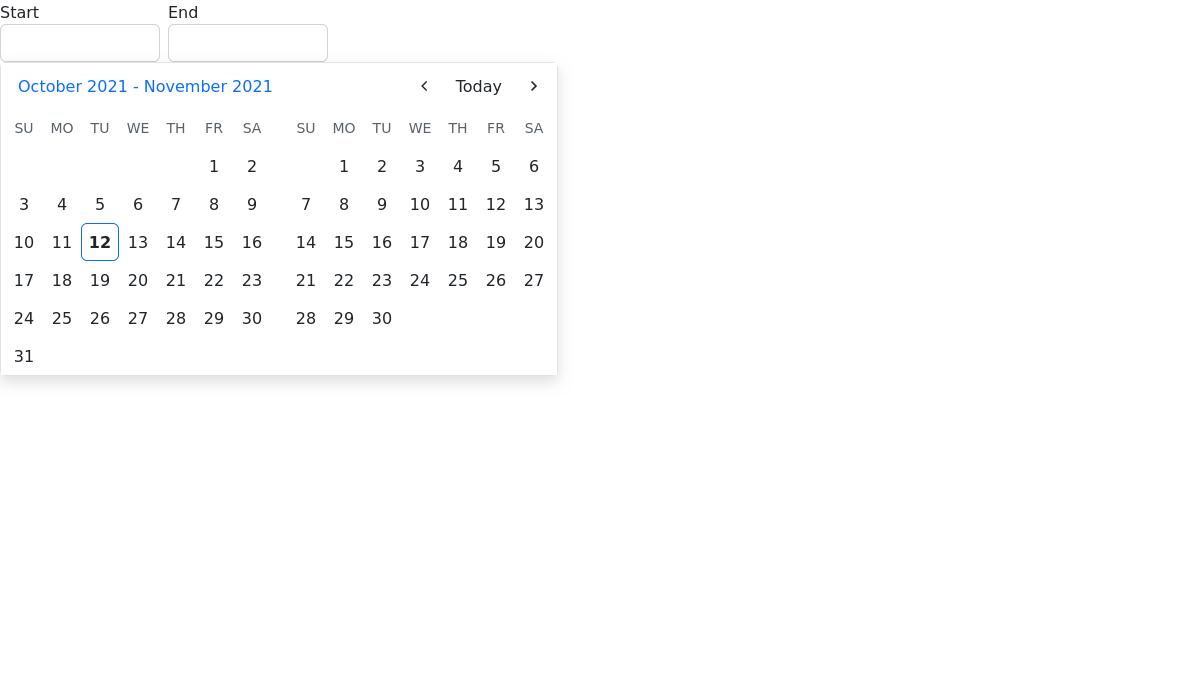 Start End
October 2021 - November 2021 Today
SU MO TU WE TH FR SA SU MO TU WE TH FR SA
1 2 1 2 3 4 5 6
3 4 5 6 7 8 9 7 8 9 10 11 12 13
10 11 12 13 14 15 16 14 15 16 17 18 19 20
17 18 19 20 21 22 23 21 22 23 24 25 26 27
24 25 26 27 28 29 30 28 29 30
31